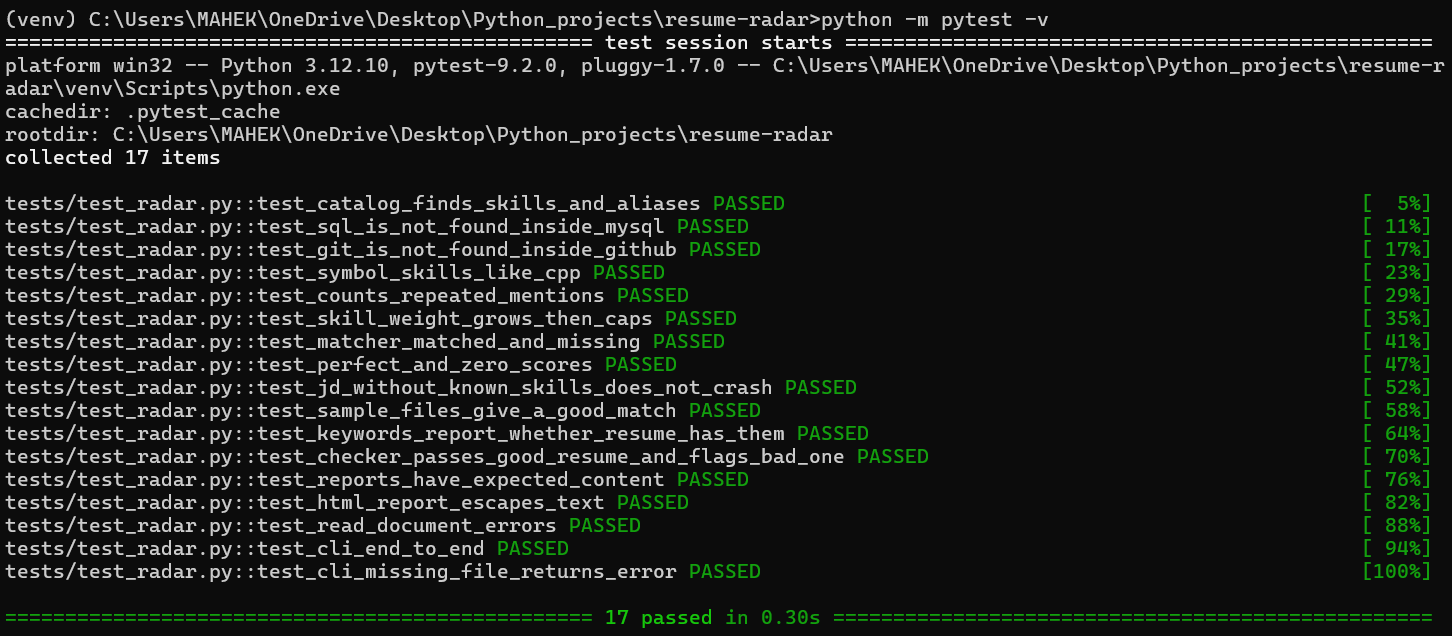 (venv) C:\Users\MAHEK\OneDrive\Desktop\Python_projects\resume-radar>python -m pytest -v
================================================= test session starts =================================================
platform win32 -- Python 3.12.10, pytest-9.2.0, pluggy-1.7.0 -- C:\Users\MAHEK\OneDrive\Desktop\Python_projects\resume-r
adar\venv\Scripts\python.exe
cachedir: .pytest_cache
rootdir: C:\Users\MAHEK\OneDrive\Desktop\Python_projects\resume-radar
collected 17 items

tests/test_radar.py::test_catalog_finds_skills_and_aliases PASSED [  5%]
tests/test_radar.py::test_sql_is_not_found_inside_mysql PASSED [ 11%]
tests/test_radar.py::test_git_is_not_found_inside_github PASSED [ 17%]
tests/test_radar.py::test_symbol_skills_like_cpp PASSED [ 23%]
tests/test_radar.py::test_counts_repeated_mentions PASSED [ 29%]
tests/test_radar.py::test_skill_weight_grows_then_caps PASSED [ 35%]
tests/test_radar.py::test_matcher_matched_and_missing PASSED [ 41%]
tests/test_radar.py::test_perfect_and_zero_scores PASSED [ 47%]
tests/test_radar.py::test_jd_without_known_skills_does_not_crash PASSED [ 52%]
tests/test_radar.py::test_sample_files_give_a_good_match PASSED [ 58%]
tests/test_radar.py::test_keywords_report_whether_resume_has_them PASSED [ 64%]
tests/test_radar.py::test_checker_passes_good_resume_and_flags_bad_one PASSED [ 70%]
tests/test_radar.py::test_reports_have_expected_content PASSED [ 76%]
tests/test_radar.py::test_html_report_escapes_text PASSED [ 82%]
tests/test_radar.py::test_read_document_errors PASSED [ 88%]
tests/test_radar.py::test_cli_end_to_end PASSED [ 94%]
tests/test_radar.py::test_cli_missing_file_returns_error PASSED [100%]

================================================= 17 passed in 0.30s ==================================================